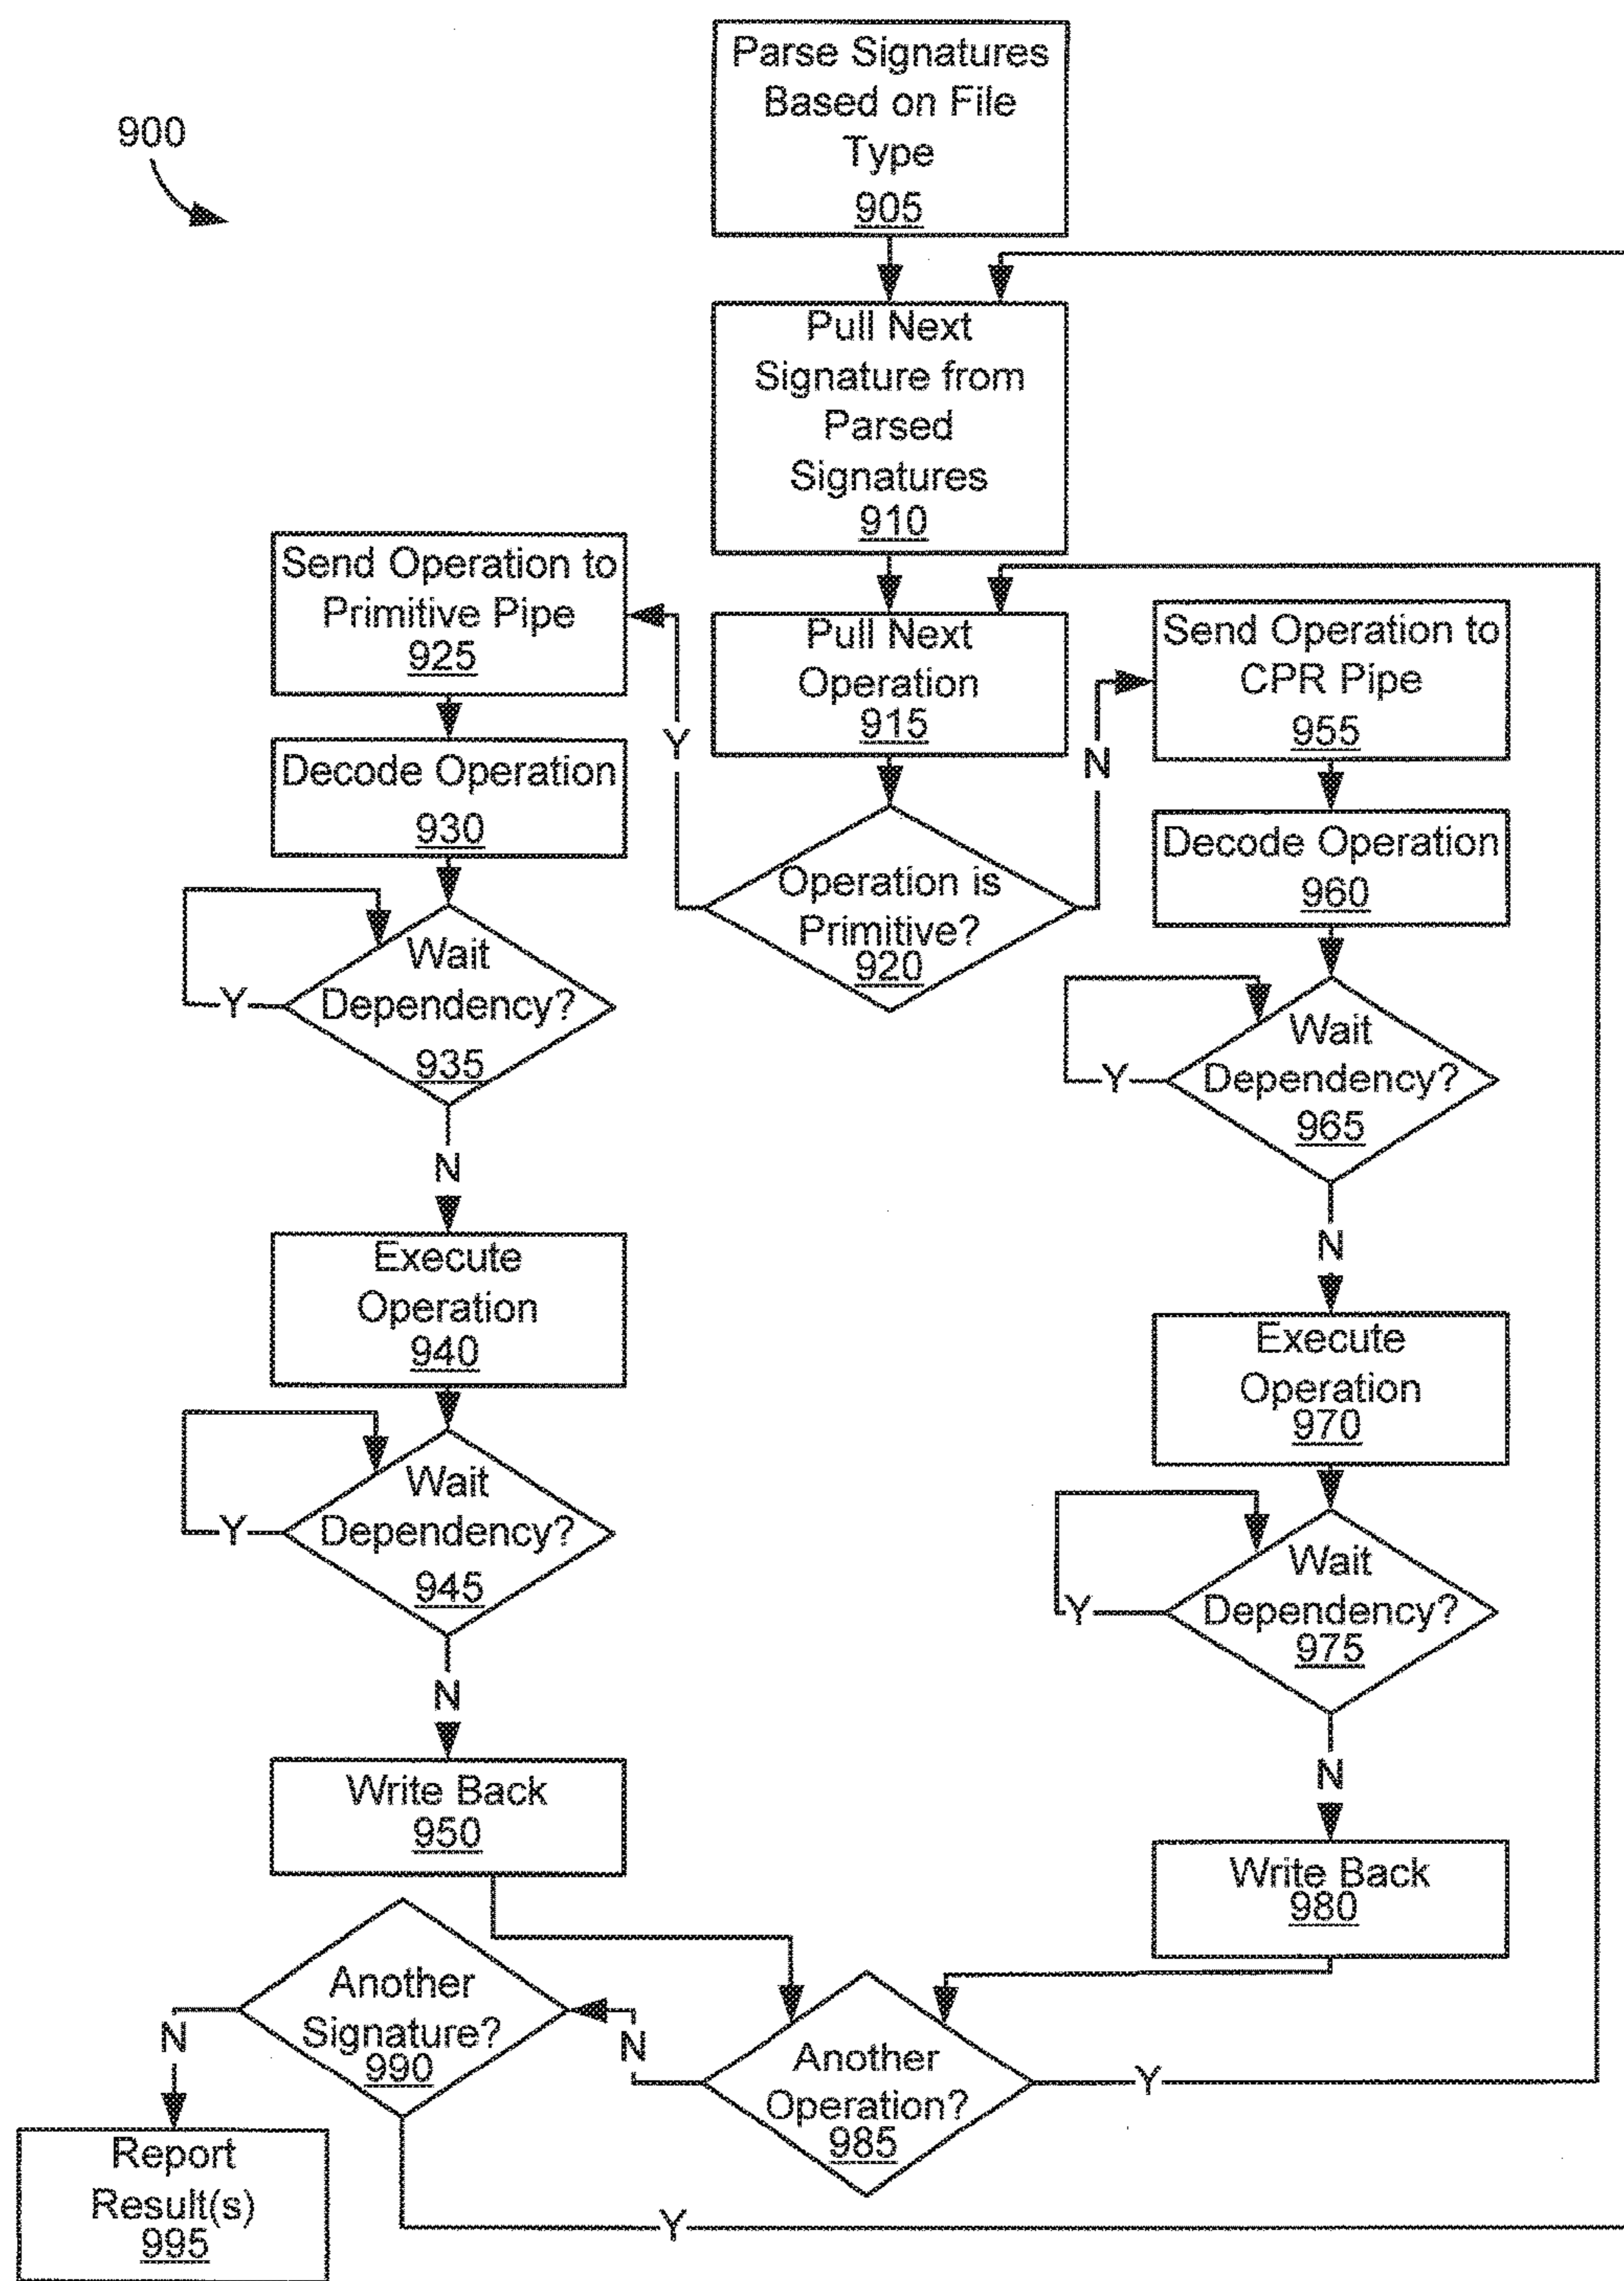 900
Parse Signatures
Based on File
Type
905
Pull Next
Signature from
Parsed
Signatures
910
Pull Next
Operation
915
Operation is
Primitive?
920
Y
N
Send Operation to
Primitive Pipe
925
Decode Operation
930
Wait
Dependency?
935
Y
N
Execute
Operation
940
Wait
Dependency?
945
Y
N
Write Back
950
Send Operation to
CPR Pipe
955
Decode Operation
960
Wait
Dependency?
965
Y
N
Execute
Operation
970
Wait
Dependency?
975
Y
N
Write Back
980
Another
Operation?
985
Y
N
Another
Signature?
990
Y
N
Report
Result(s)
995